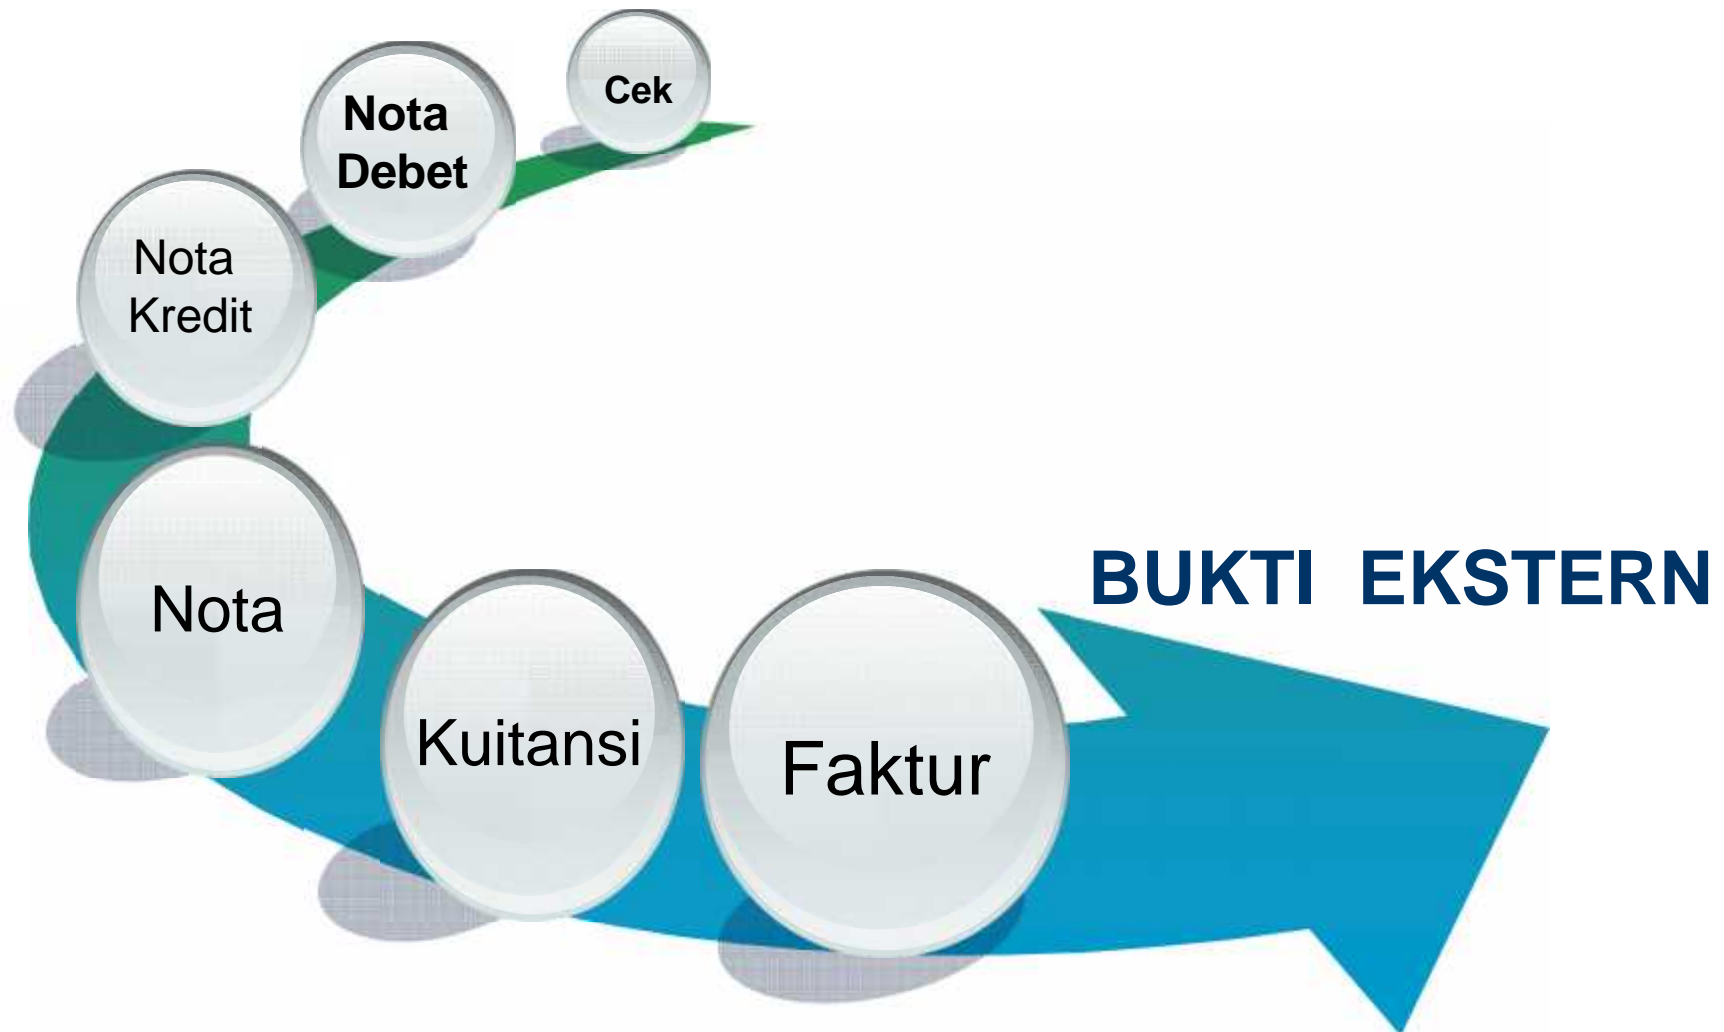 Cek
Nota
Debet
Nota
Kredit
Nota
Kuitansi
Faktur
BUKTI EKSTERN